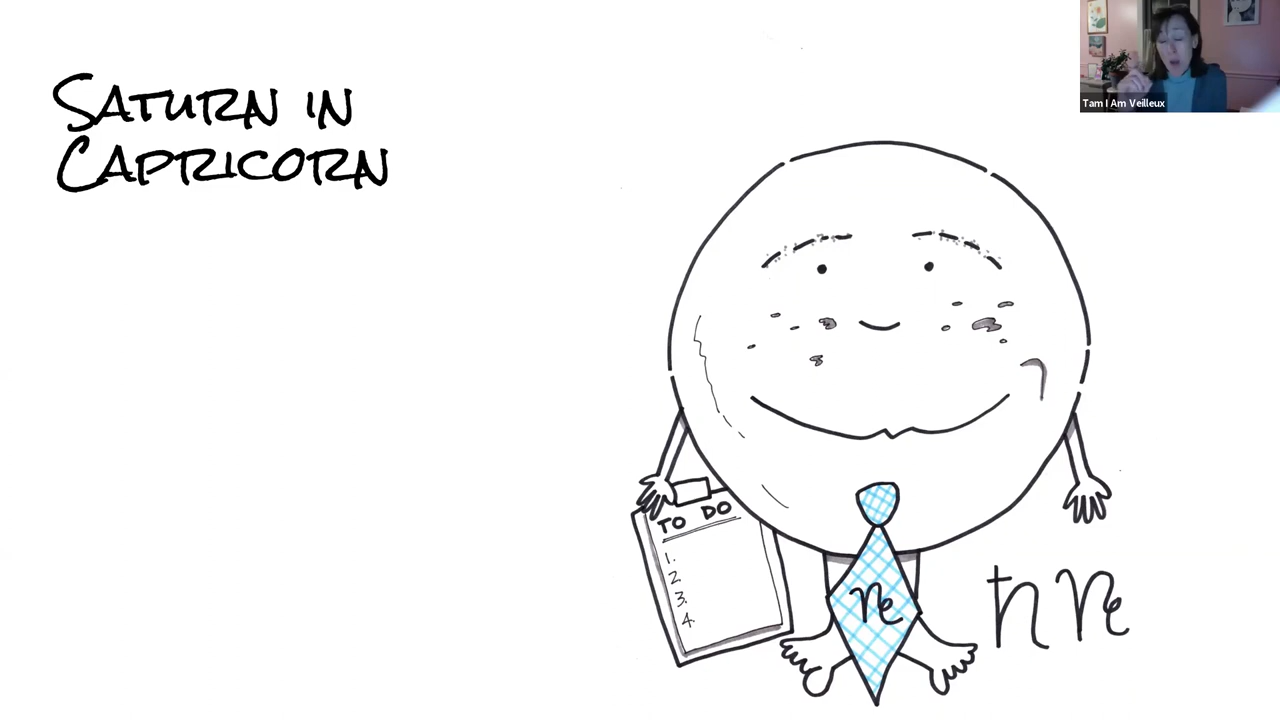 SATURN IN
CAPRICORN
Tam I Am Veilleux
TO DO
1.
2
3.
4.
♑
♄ ♑